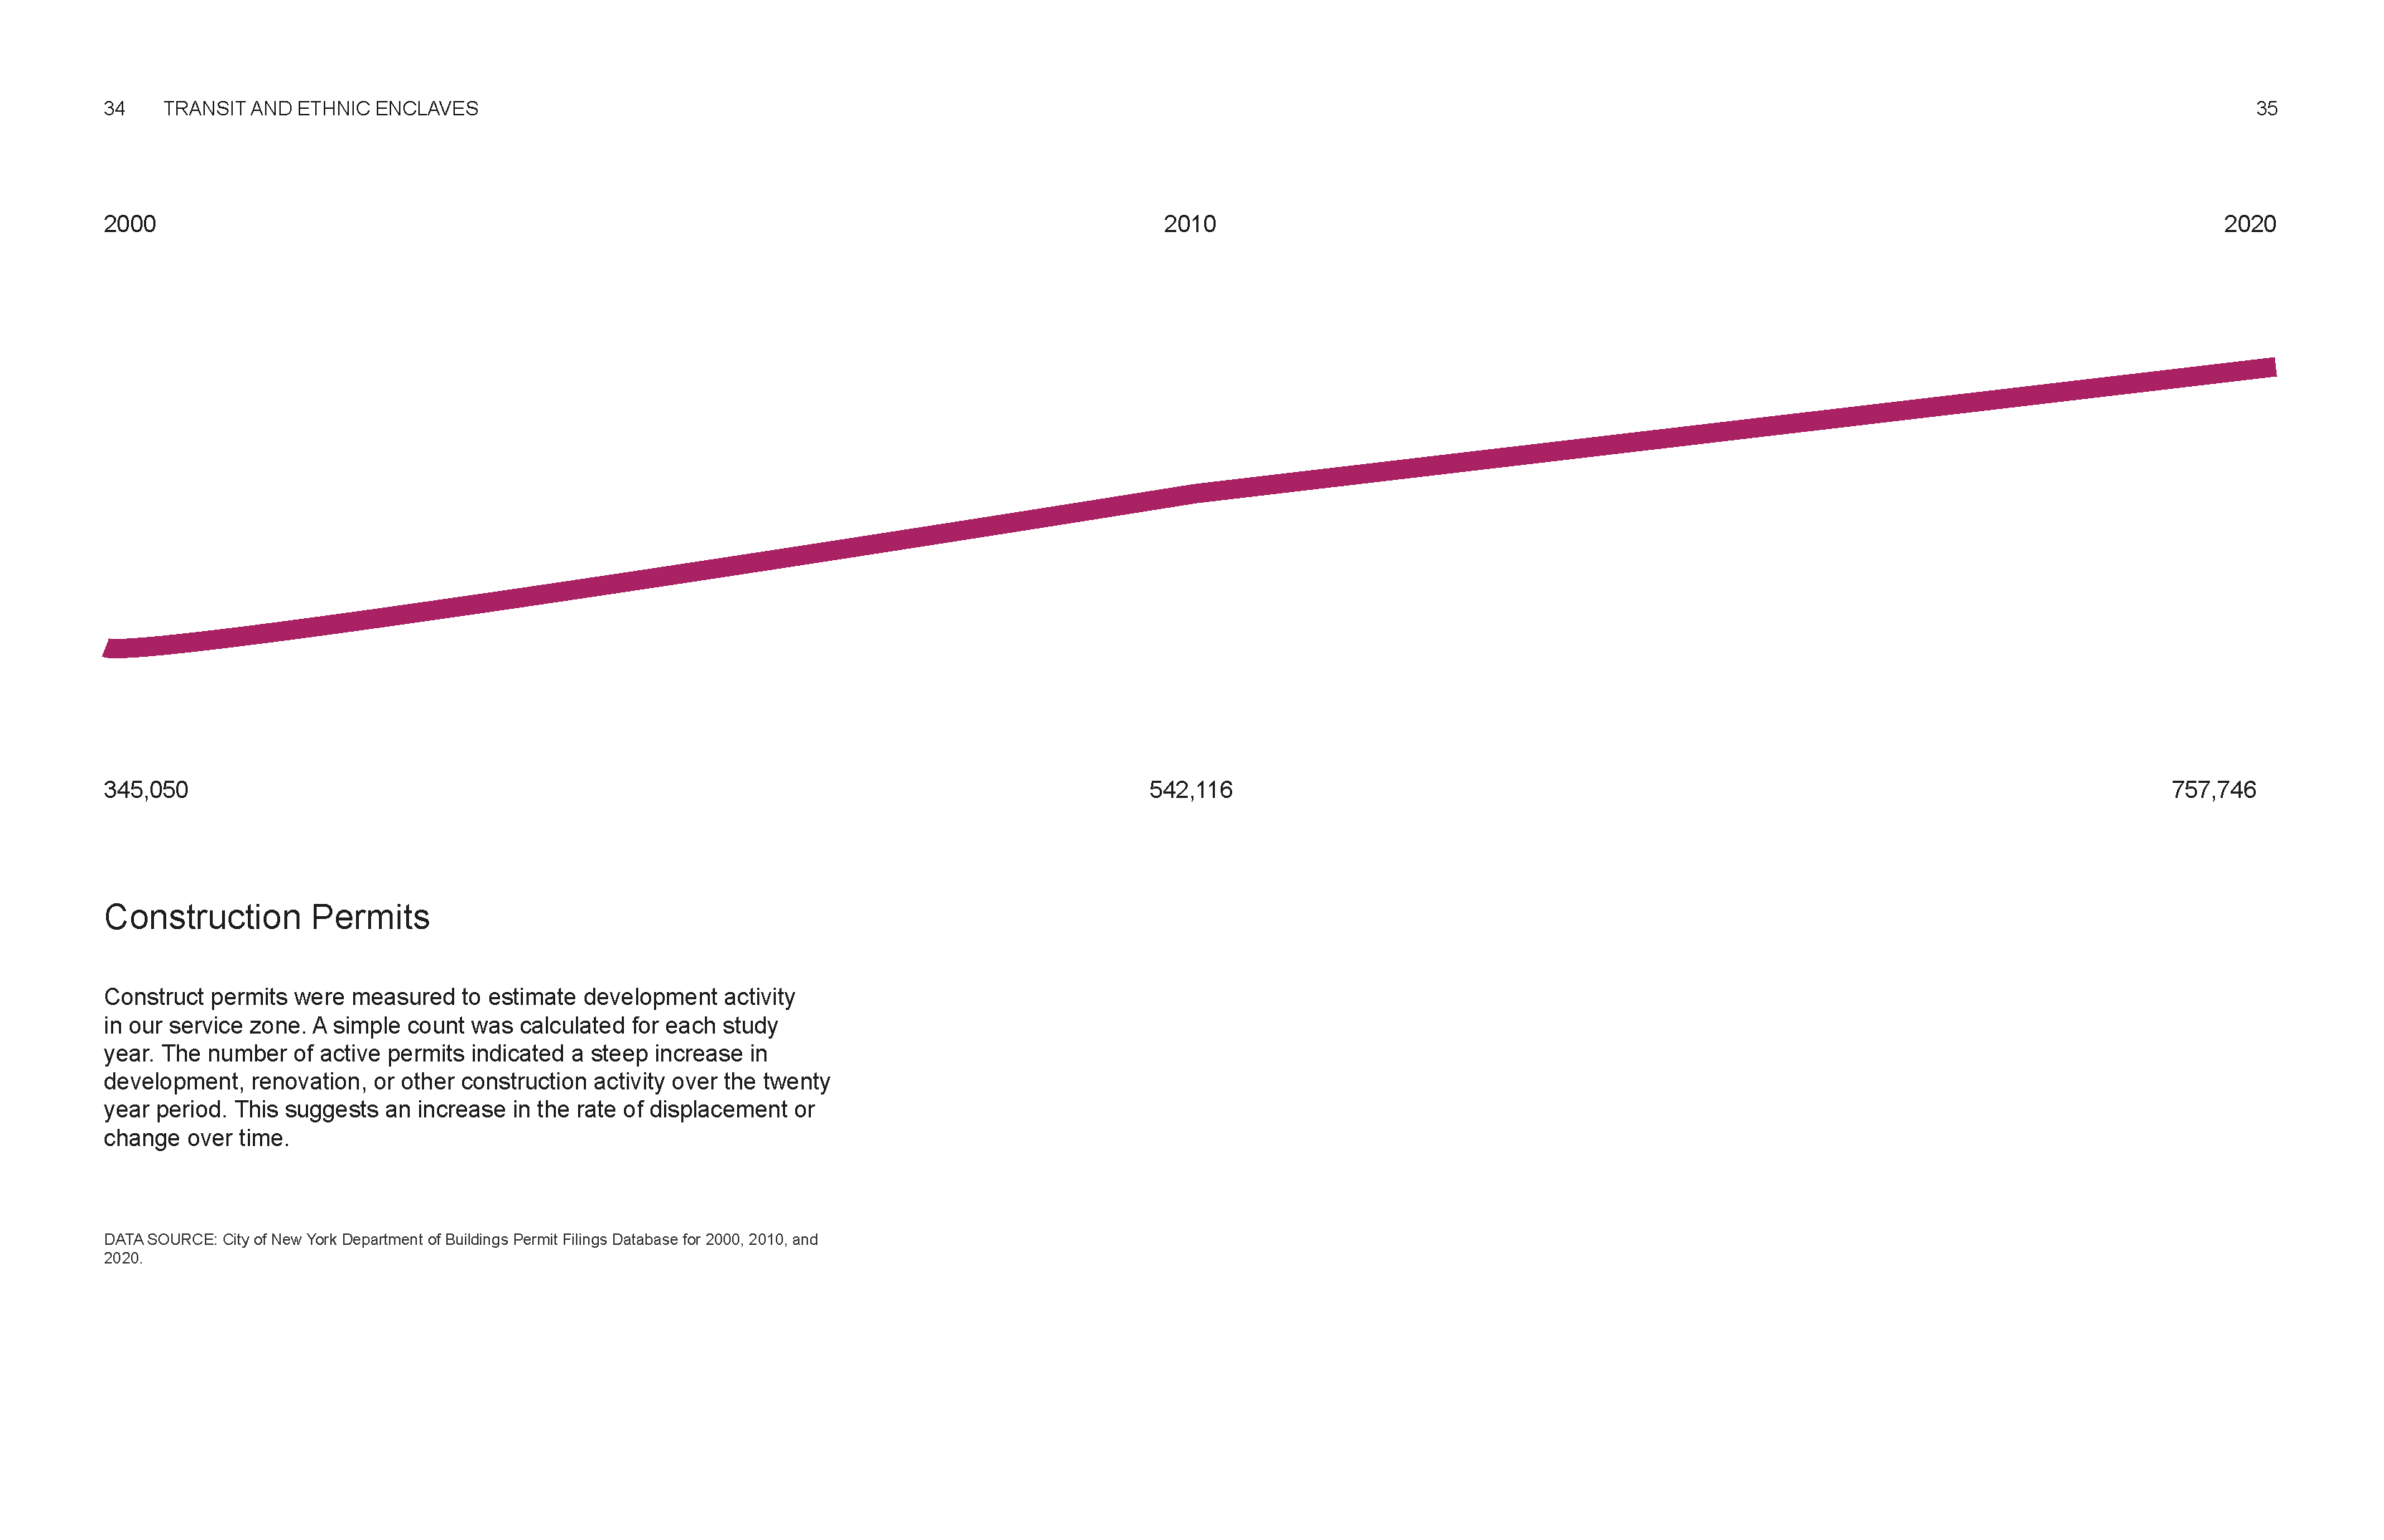 34 TRANSIT AND ETHNIC ENCLAVES 35
2000 2010 2020
345,050 542,116 757,746
Construction Permits
Construct permits were measured to estimate development activity
in our service zone. A simple count was calculated for each study
year. The number of active permits indicated a steep increase in
development, renovation, or other construction activity over the twenty
year period. This suggests an increase in the rate of displacement or
change over time.
DATA SOURCE: City of New York Department of Buildings Permit Filings Database for 2000, 2010, and
2020.